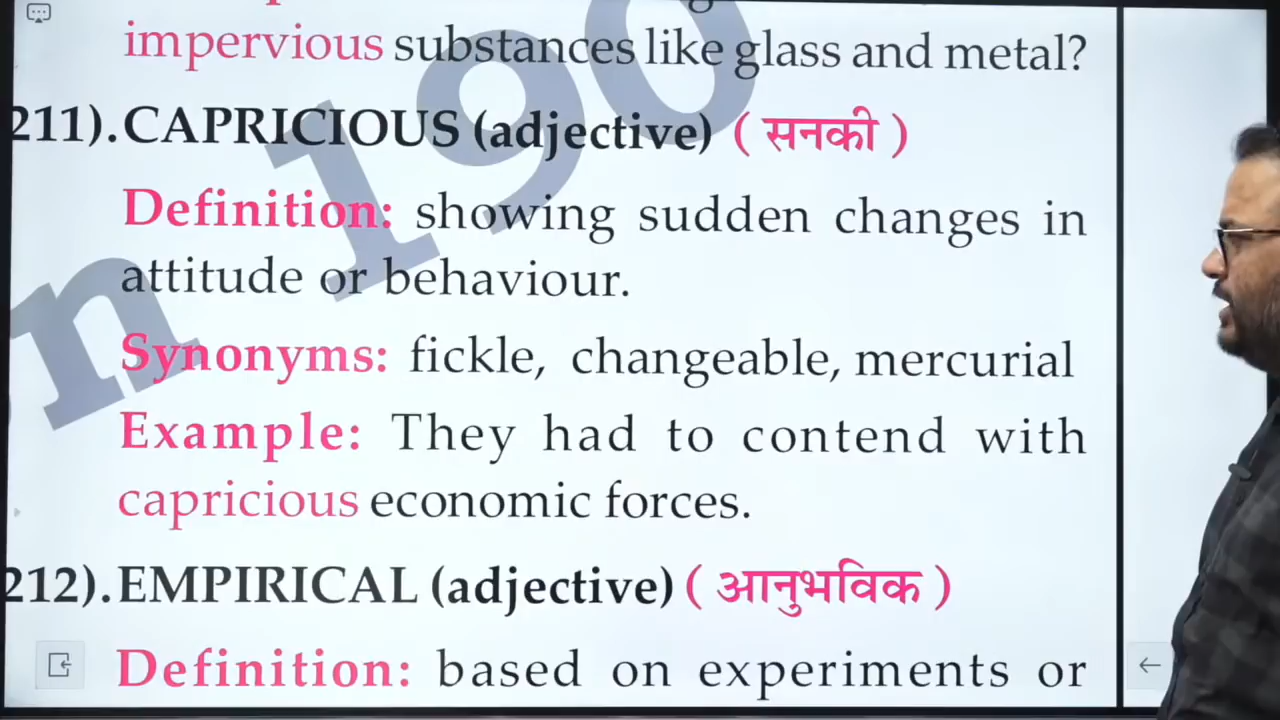 impervious substances like glass and metal?
211). CAPRICIOUS (adjective) ( सनकी )
Definition: showing sudden changes in
attitude or behaviour.
Synonyms: fickle, changeable, mercurial
Example: They had to contend with
capricious economic forces.
212). EMPIRICAL (adjective) ( आनुभविक )
Definition: based on experiments or
n 190